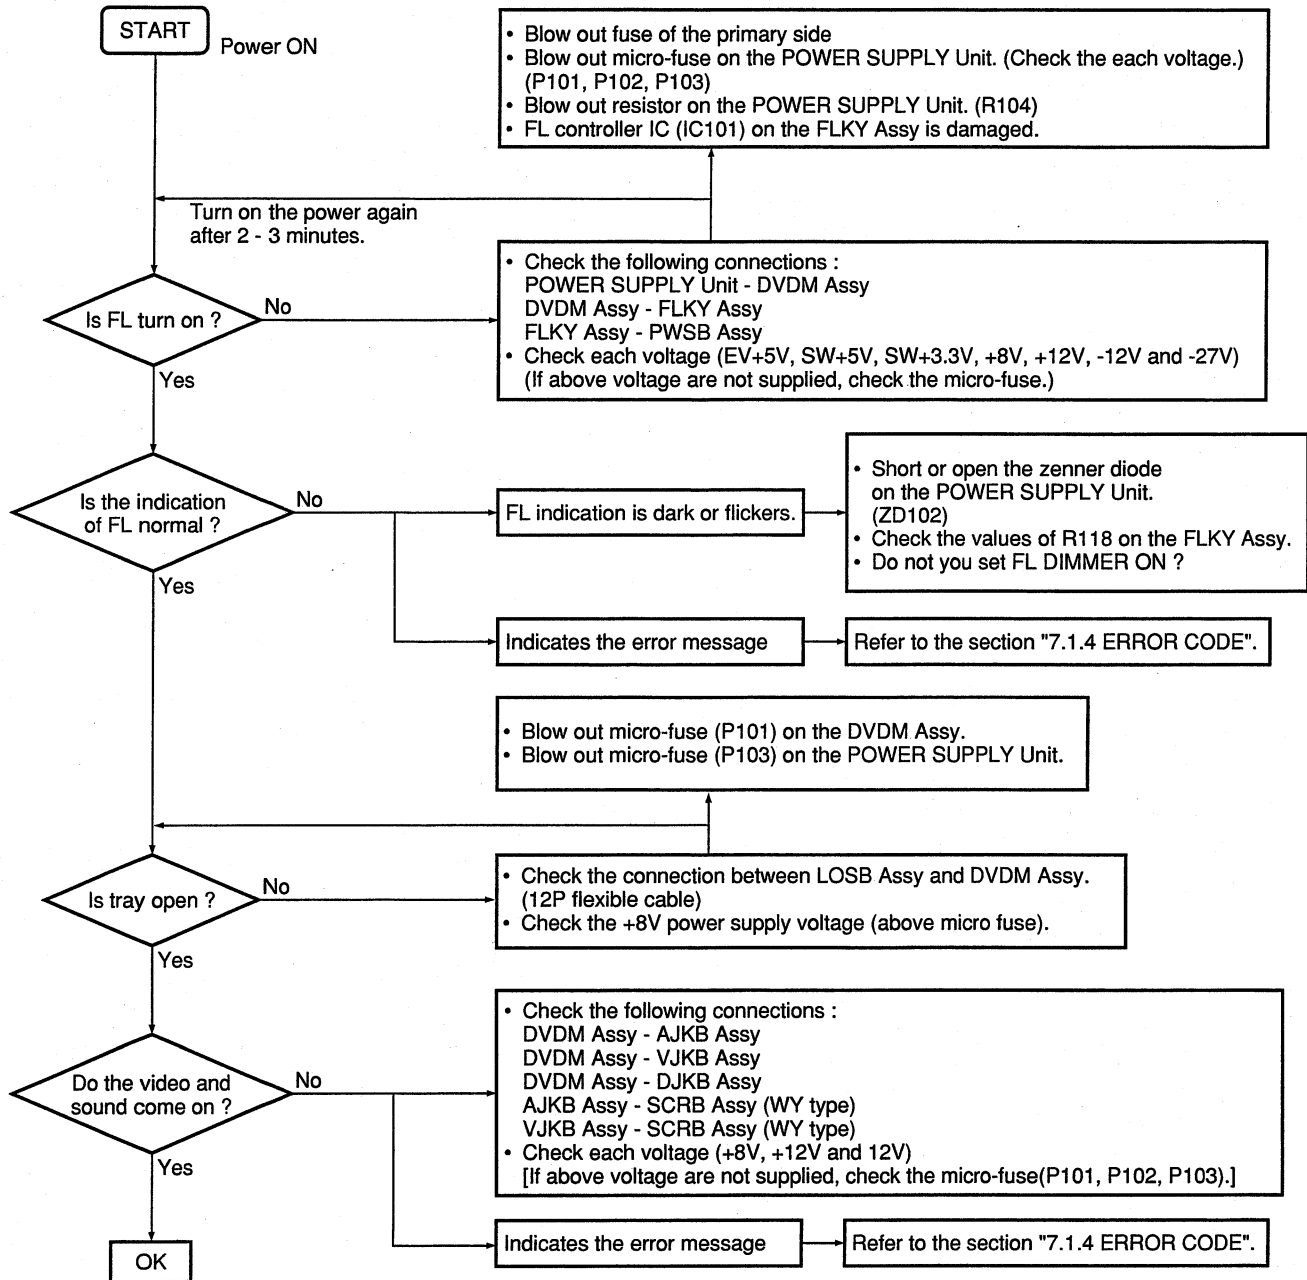 START
Power ON
• Blow out fuse of the primary side
• Blow out micro-fuse on the POWER SUPPLY Unit. (Check the each voltage.)
(P101, P102, P103)
• Blow out resistor on the POWER SUPPLY Unit. (R104)
• FL controller IC (IC101) on the FLKY Assy is damaged.
Turn on the power again
after 2 - 3 minutes.
Is FL turn on ?
No
Yes
• Check the following connections :
POWER SUPPLY Unit - DVDM Assy
DVDM Assy - FLKY Assy
FLKY Assy - PWSB Assy
• Check each voltage (EV+5V, SW+5V, SW+3.3V, +8V, +12V, -12V and -27V)
(If above voltage are not supplied, check the micro-fuse.)
Is the indication
of FL normal ?
No
Yes
FL indication is dark or flickers.
• Short or open the zenner diode
on the POWER SUPPLY Unit.
(ZD102)
• Check the values of R118 on the FLKY Assy.
• Do not you set FL DIMMER ON ?
Indicates the error message
Refer to the section "7.1.4 ERROR CODE".
• Blow out micro-fuse (P101) on the DVDM Assy.
• Blow out micro-fuse (P103) on the POWER SUPPLY Unit.
Is tray open ?
No
Yes
• Check the connection between LOSB Assy and DVDM Assy.
(12P flexible cable)
• Check the +8V power supply voltage (above micro fuse).
Do the video and
sound come on ?
No
Yes
• Check the following connections :
DVDM Assy - AJKB Assy
DVDM Assy - VJKB Assy
DVDM Assy - DJKB Assy
AJKB Assy - SCRB Assy (WY type)
VJKB Assy - SCRB Assy (WY type)
• Check each voltage (+8V, +12V and 12V)
[If above voltage are not supplied, check the micro-fuse(P101, P102, P103).]
Indicates the error message
Refer to the section "7.1.4 ERROR CODE".
OK